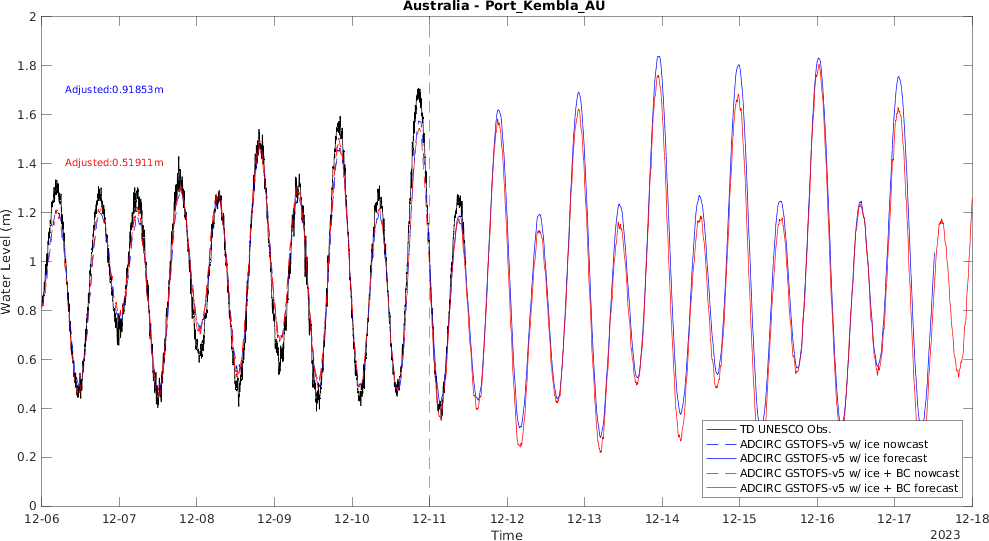 Australia - Port_Kembla_AU
2
1.8
1.6
1.4
1.2
1
0.8
0.6
0.4
0.2
0
Water Level (m)
Adjusted:0.91853m
Adjusted:0.51911m
TD UNESCO Obs.
ADCIRC GSTOFS-v5 w/ ice nowcast
ADCIRC GSTOFS-v5 w/ ice forecast
ADCIRC GSTOFS-v5 w/ ice + BC nowcast
ADCIRC GSTOFS-v5 w/ ice + BC forecast
12-06 12-07 12-08 12-09 12-10 12-11 12-12 12-13 12-14 12-15 12-16 12-17 12-18
Time
2023